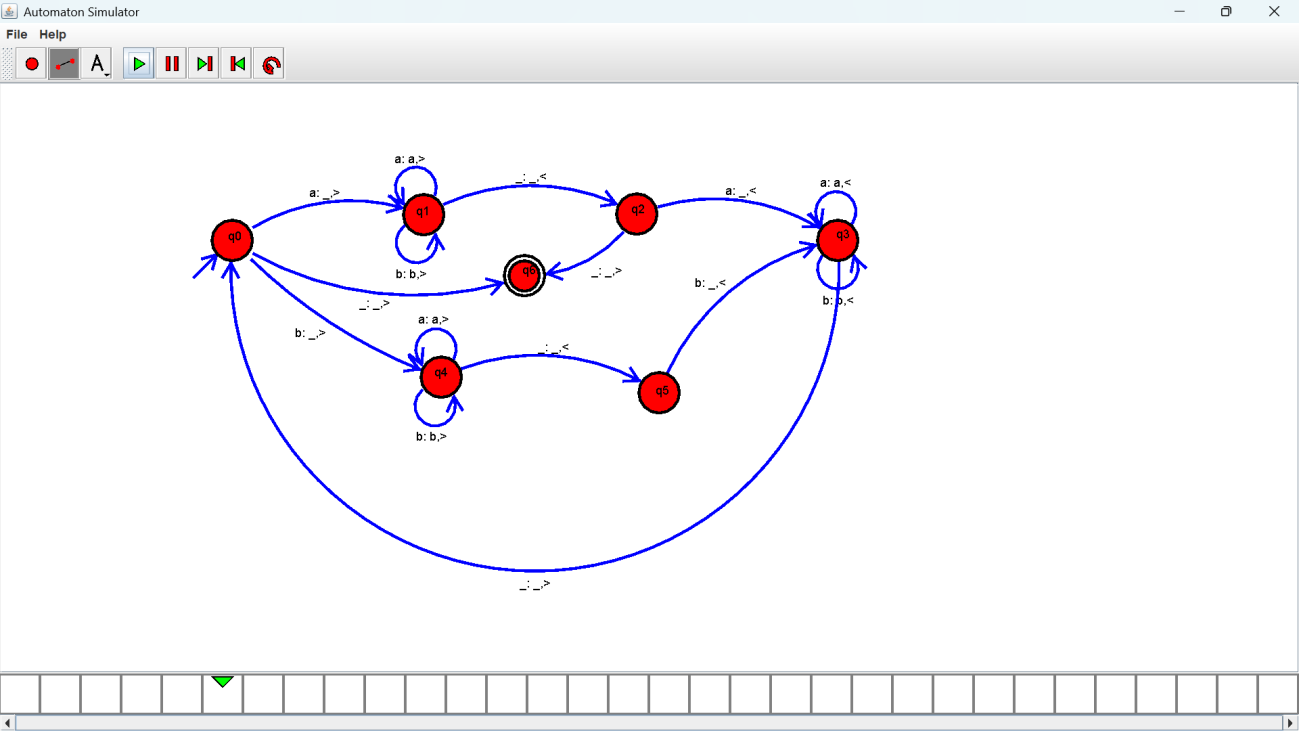 Automaton Simulator
File Help
A
a: a,>
_: _,<
a: _,>
a: _,<
a: a,<
q1
q2
q0
q3
b: b,>
q6
_: _,>
b: _,<
_: _,>
b: b,<
a: a,>
b: _,>
_: _,<
q4
q5
b: b,>
_: _,>